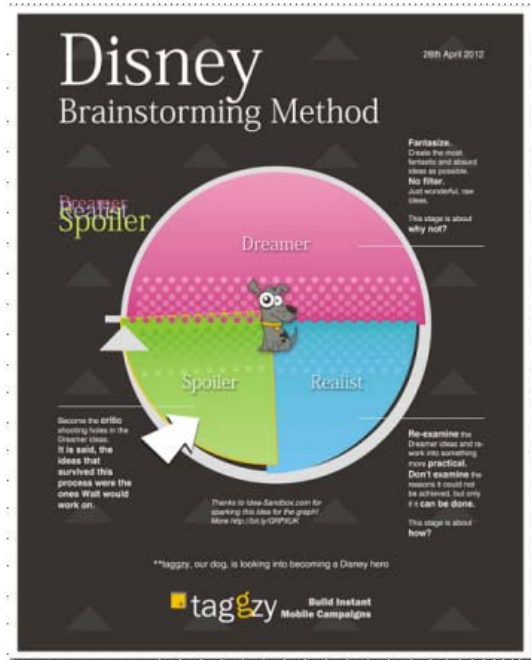 Disney
28th April 2012
Brainstorming Method
Fantasize.
Create the most
fantastic and absurd
ideas as possible.
No filter.
Just wonderful, raw
ideas.
This stage is about
why not?
Dreamer
Realist
Spoiler
Dreamer
Spoiler
Realist
Become the critic
shooting holes in the
Dreamer ideas.
It is said, the
ideas that
survived this
process were the
ones Walt would
work on.
Re-examine the
Dreamer ideas and re-
work into something
more practical.
Don't examine the
reasons it could not
be achieved, but only
if it can be done.
This stage is about
how?
Thanks to Idea-Sandbox.com for
sparking this idea for the graph!
More
**taggzy, our dog, is looking into becoming a Disney hero
taggzy
Build Instant
Mobile Campaigns